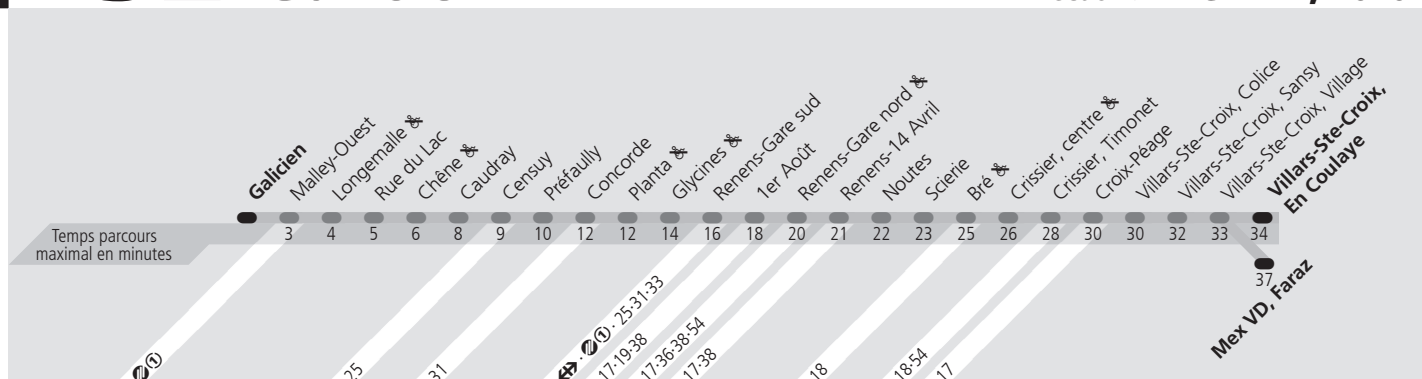 Galicien
Malley-Ouest
Longemalle
Rue du Lac
Chêne
Caudray
Censuy
Préfaully
Concorde
Planta
Glycines
Renens-Gare sud
1er Août
Renens-Gare nord
Renens-14 Avril
Noutes
Scierie
Bré
Crissier, centre
Crissier, Timonet
Croix-Péage
Villars-Ste-Croix, Colice
Villars-Ste-Croix, Sansy
Villars-Ste-Croix, Village
Villars-Ste-Croix,
En Coulaye
Temps parcours
maximal en minutes
3 4 5 6 8 9 10 12 12 14 16 18 20 21 22 23 25 26 28 30 30 32 33 34
37
Mex VD, Faraz
1
25
31
1 · 25·31·33
17·19·38
17·36·38·54
17·38
18
18·54
17